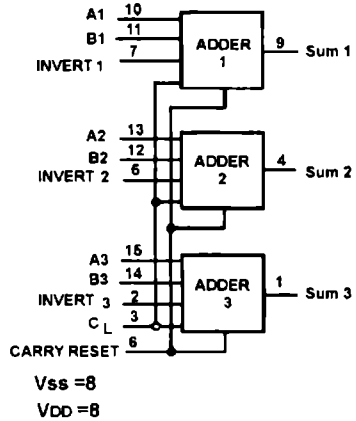 A1 10
B1 11
INVERT 1 7
ADDER 1
9 Sum 1
A2 13
B2 12
INVERT 2 6
ADDER 2
4 Sum 2
A3 15
B3 14
INVERT 3 2
CL 3
CARRY RESET 6
ADDER 3
1 Sum 3
Vss =8
VDD =8